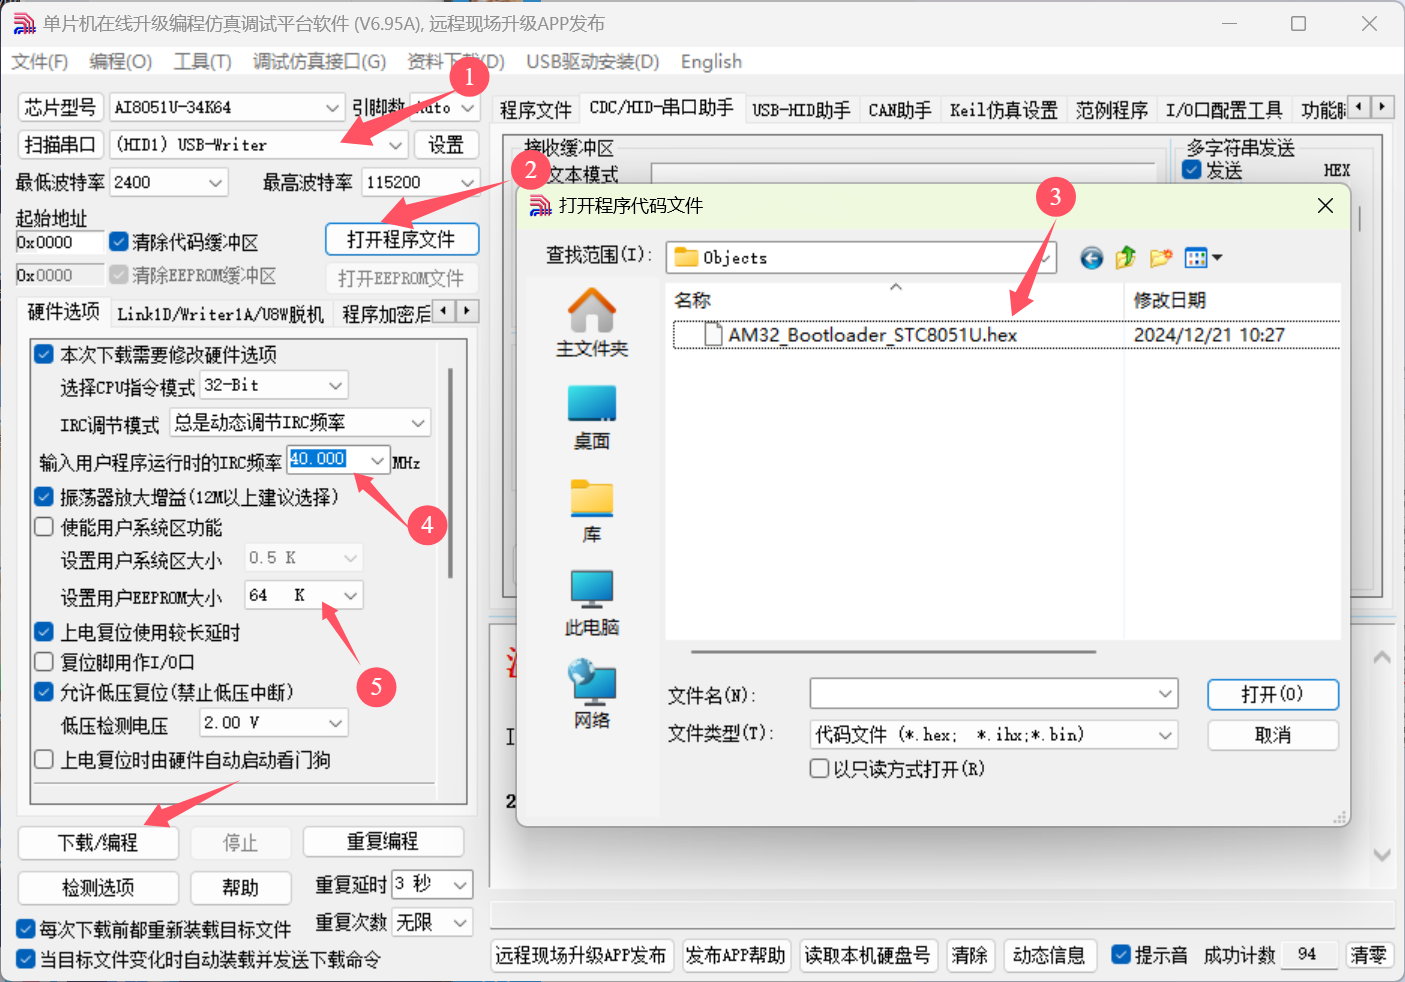 单片机在线升级编程仿真调试平台软件 (V6.95A), 远程现场升级APP发布
文件(F) 编程(O) 工具(T) 调试仿真接口(G) 资料下载(D) USB驱动安装(D) English
1
芯片型号 AI8051U-34K64 引脚数 Auto
扫描串口 (HID1) USB-Writer 设置
最低波特率 2400 最高波特率 115200
起始地址
0x0000 清除代码缓冲区 打开程序文件
0x0000 清除EEPROM缓冲区 打开EEPROM文件
硬件选项 Link1D/Writer1A/U8W脱机 程序加密后
本次下载需要修改硬件选项
选择CPU指令模式 32-Bit
IRC调节模式 总是动态调节IRC频率
输入用户程序运行时的IRC频率 40.000 MHz
振荡器放大增益(12M以上建议选择)
使能用户系统区功能
4
设置用户系统区大小 0.5 K
设置用户EEPROM大小 64 K
上电复位使用较长延时
复位脚用作I/O口
5
允许低压复位(禁止低压中断)
低压检测电压 2.00 V
上电复位时由硬件自动启动看门狗
下载/编程 停止 重复编程
检测选项 帮助 重复延时 3 秒
每次下载前都重新装载目标文件 重复次数 无限
当目标文件变化时自动装载并发送下载命令
程序文件 CDC/HID-串口助手 USB-HID助手 CAN助手 Keil仿真设置 范例程序 I/O口配置工具
接收缓冲区 多字符串发送
2
文本模式 发送 HEX
打开程序代码文件
3
查找范围(I): Objects
主文件夹
桌面
库
此电脑
网络
名称 修改日期
AM32_Bootloader_STC8051U.hex 2024/12/21 10:27
文件名(N): 打开(O)
文件类型(T): 代码文件 (*.hex; *.ihx;*.bin) 取消
以只读方式打开(R)
远程现场升级APP发布 发布APP帮助 读取本机硬盘号 清除 动态信息 提示音 成功计数 94 清零